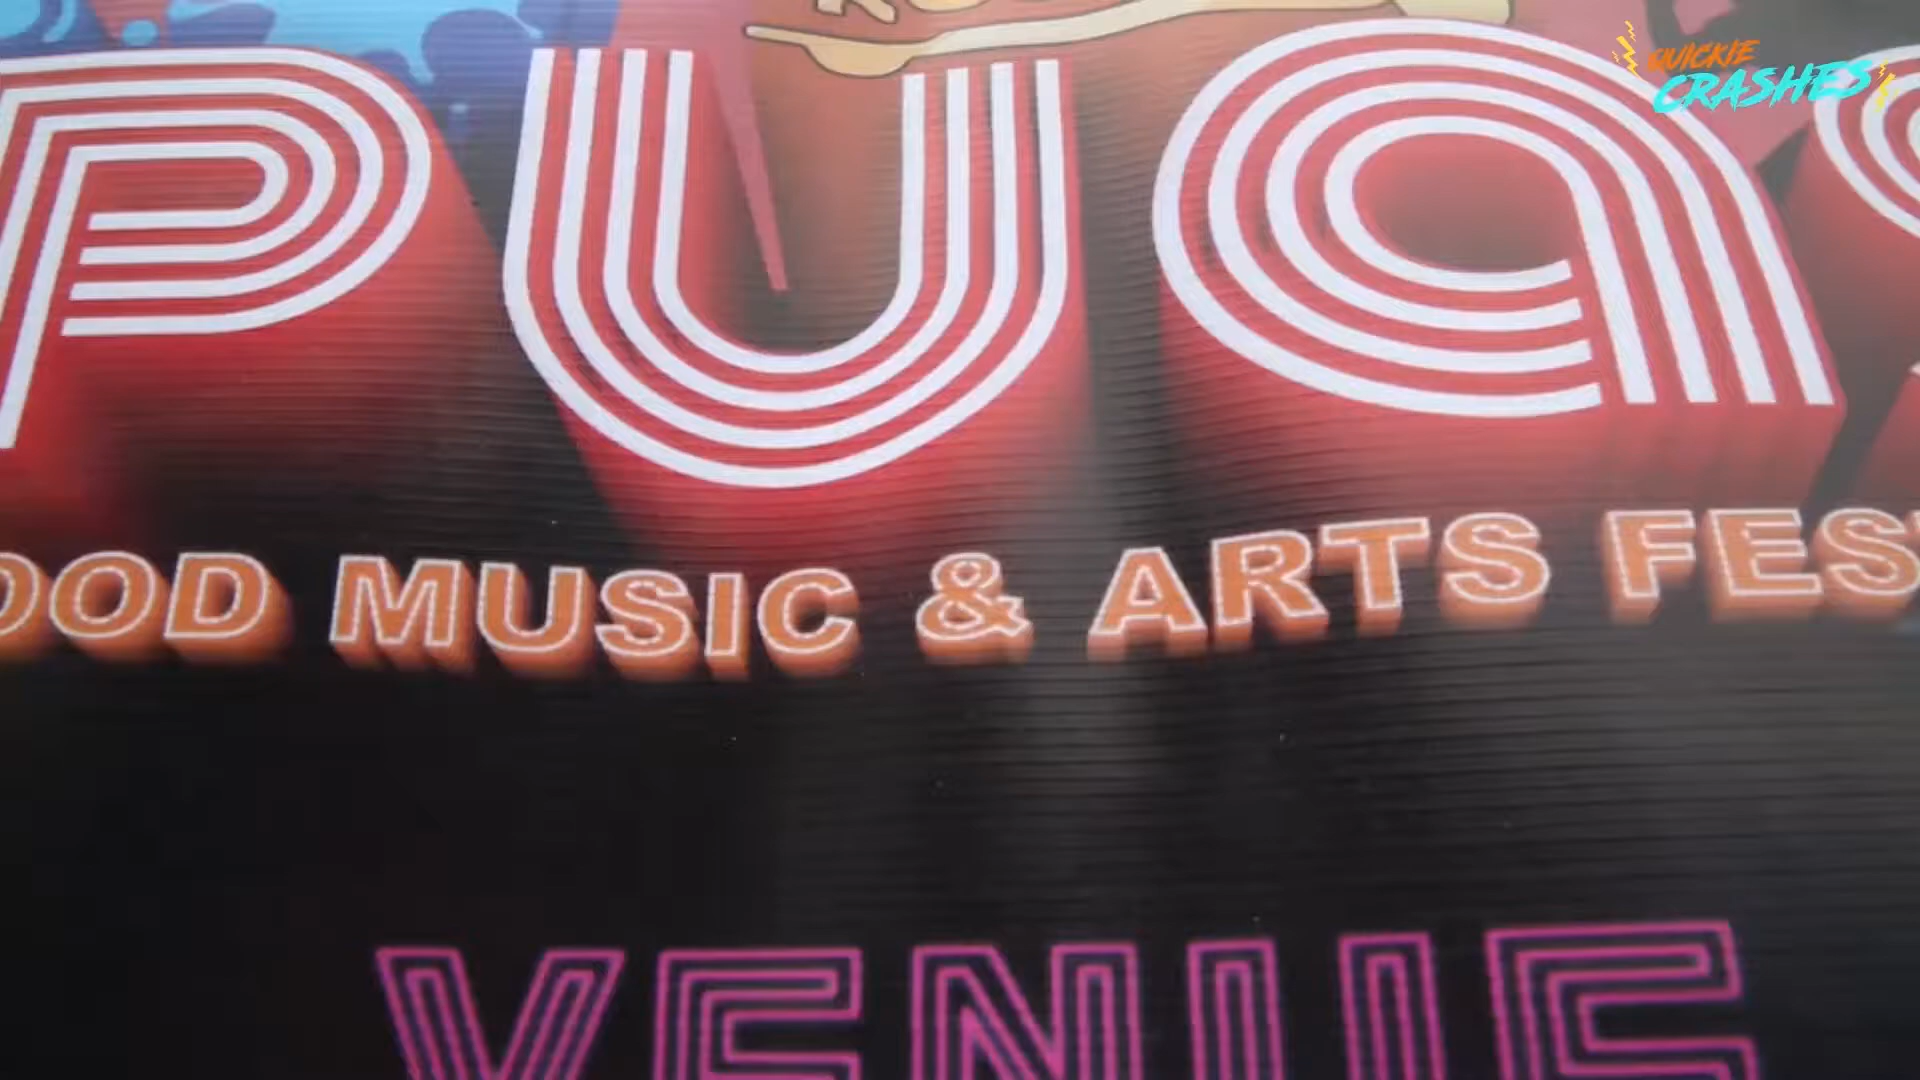 QUICKIE
CRASHES
PUA
OOD MUSIC & ARTS FES
VENUE